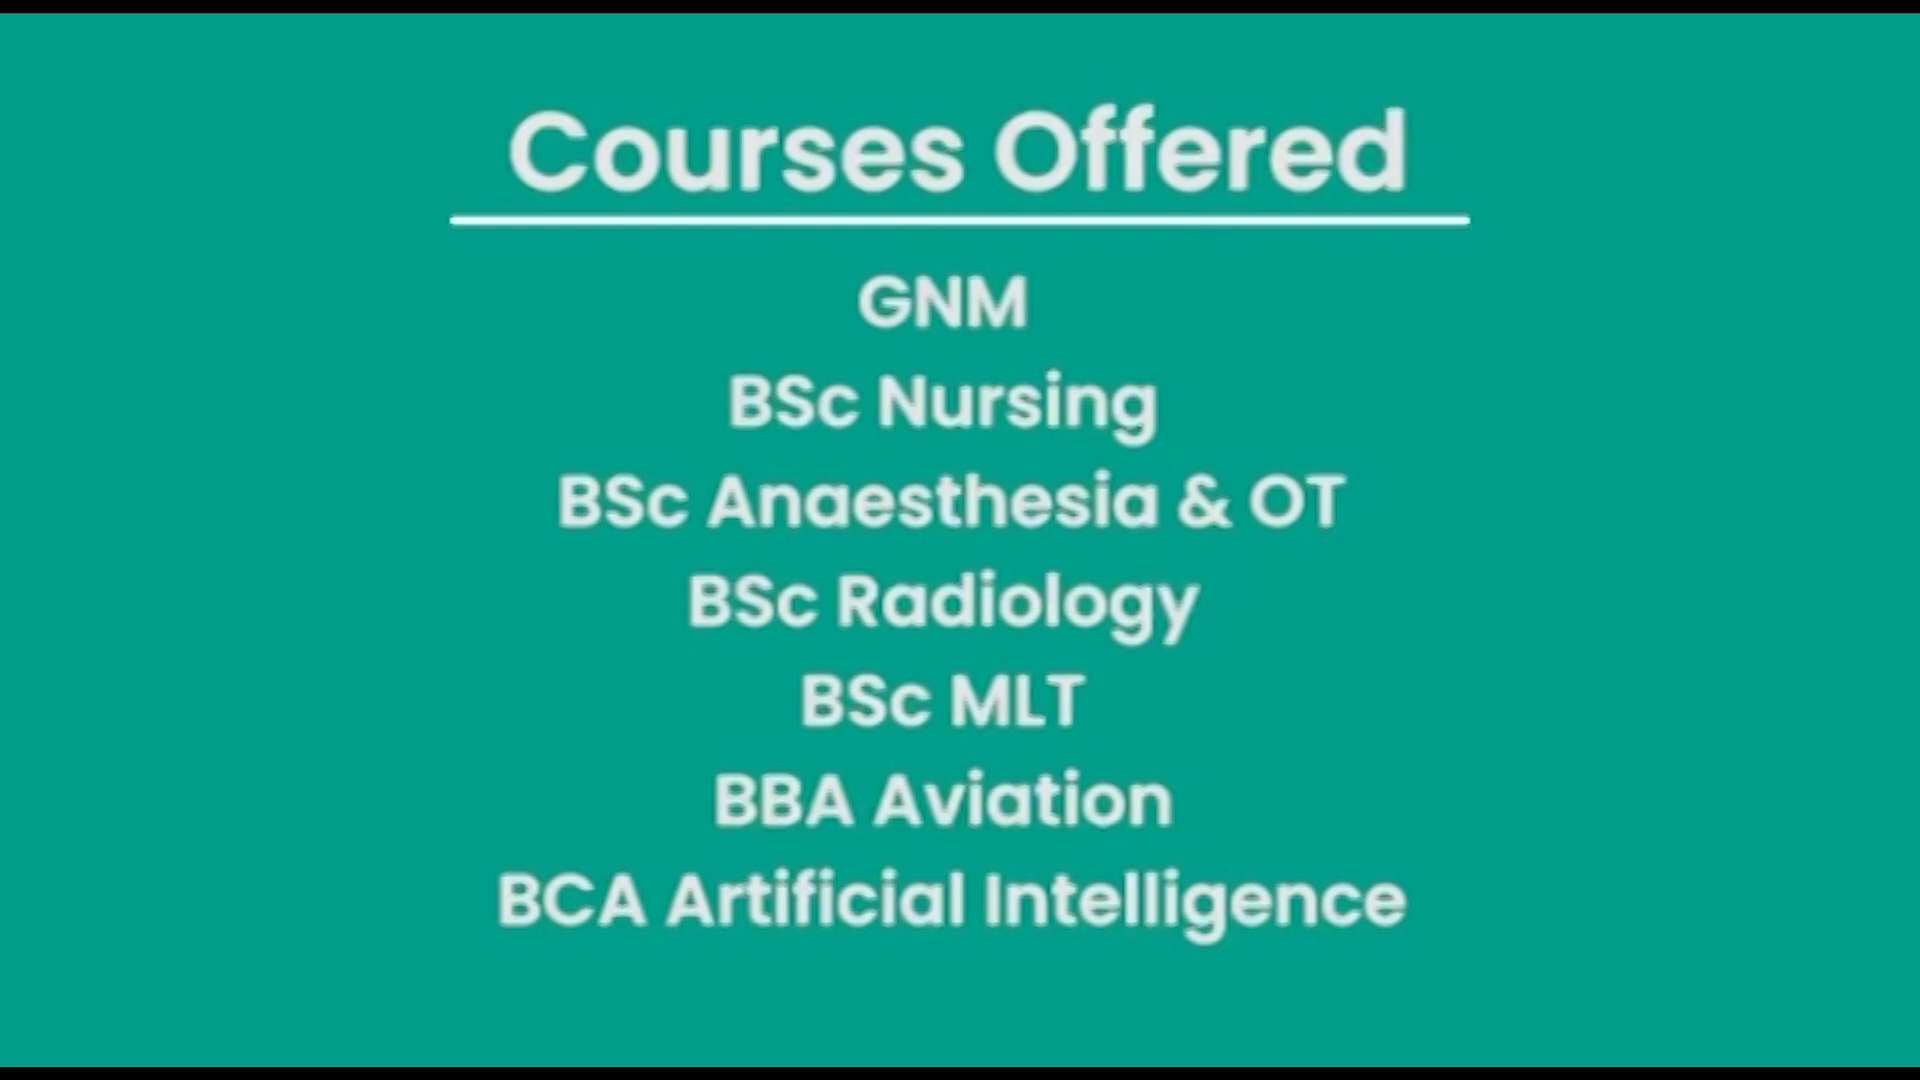 Courses Offered
GNM
BSc Nursing
BSc Anaesthesia & OT
BSc Radiology
BSc MLT
BBA Aviation
BCA Artificial Intelligence